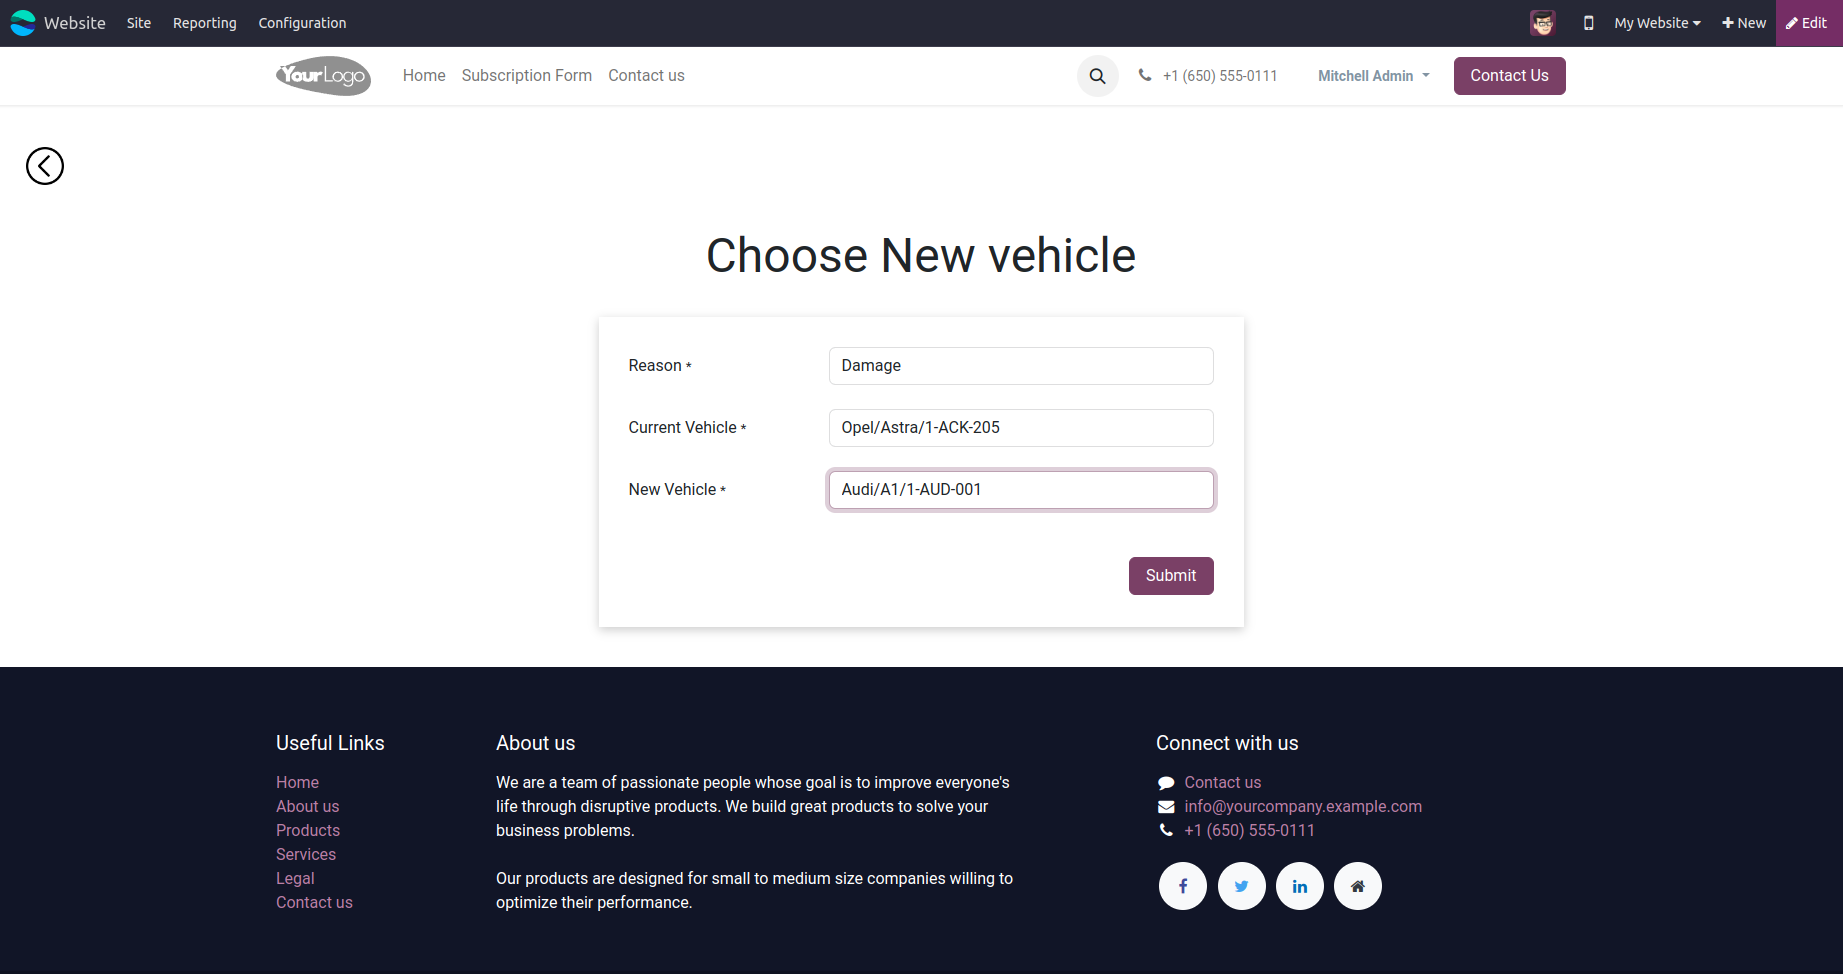 Website Site Reporting Configuration My Website New Edit
YourLogo Home Subscription Form Contact us +1 (650) 555-0111 Mitchell Admin Contact Us
Choose New vehicle
Reason * Damage
Current Vehicle * Opel/Astra/1-ACK-205
New Vehicle * Audi/A1/1-AUD-001
Submit
Useful Links
Home
About us
Products
Services
Legal
Contact us
About us
We are a team of passionate people whose goal is to improve everyone's
life through disruptive products. We build great products to solve your
business problems.
Our products are designed for small to medium size companies willing to
optimize their performance.
Connect with us
Contact us
info@yourcompany.example.com
+1 (650) 555-0111